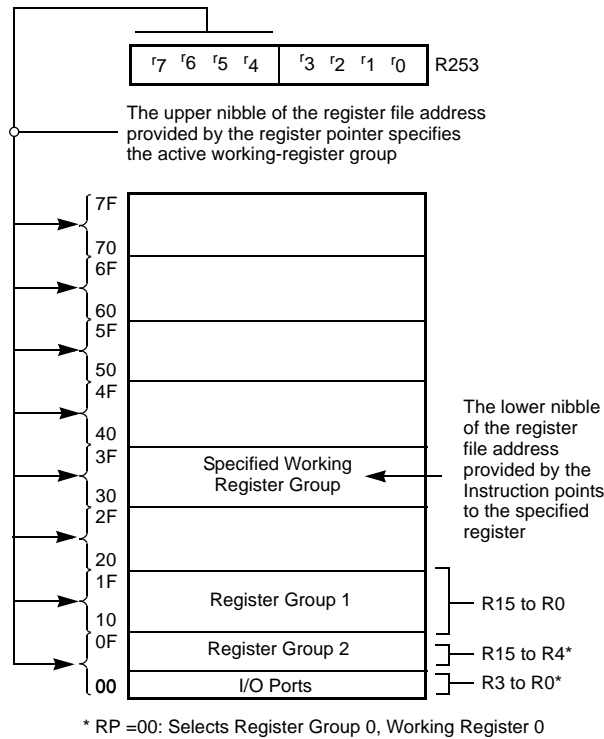 r7 r6 r5 r4 r3 r2 r1 r0 R253
The upper nibble of the register file address
provided by the register pointer specifies
the active working-register group
7F
70
6F
60
5F
50
4F
40
3F
Specified Working
Register Group
30
2F
The lower nibble
of the register
file address
provided by the
Instruction points
to the specified
register
20
1F
Register Group 1
R15 to R0
10
0F
Register Group 2
R15 to R4*
00
I/O Ports
R3 to R0*
* RP =00: Selects Register Group 0, Working Register 0